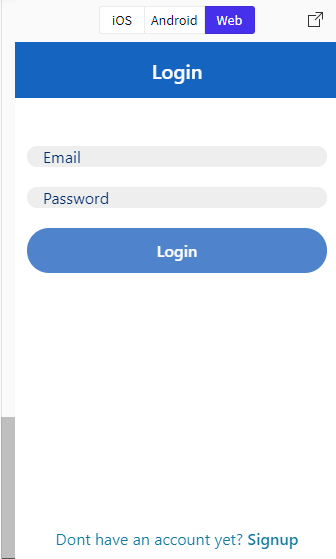 iOS Android Web
Login
Email
Password
Login
Dont have an account yet? Signup